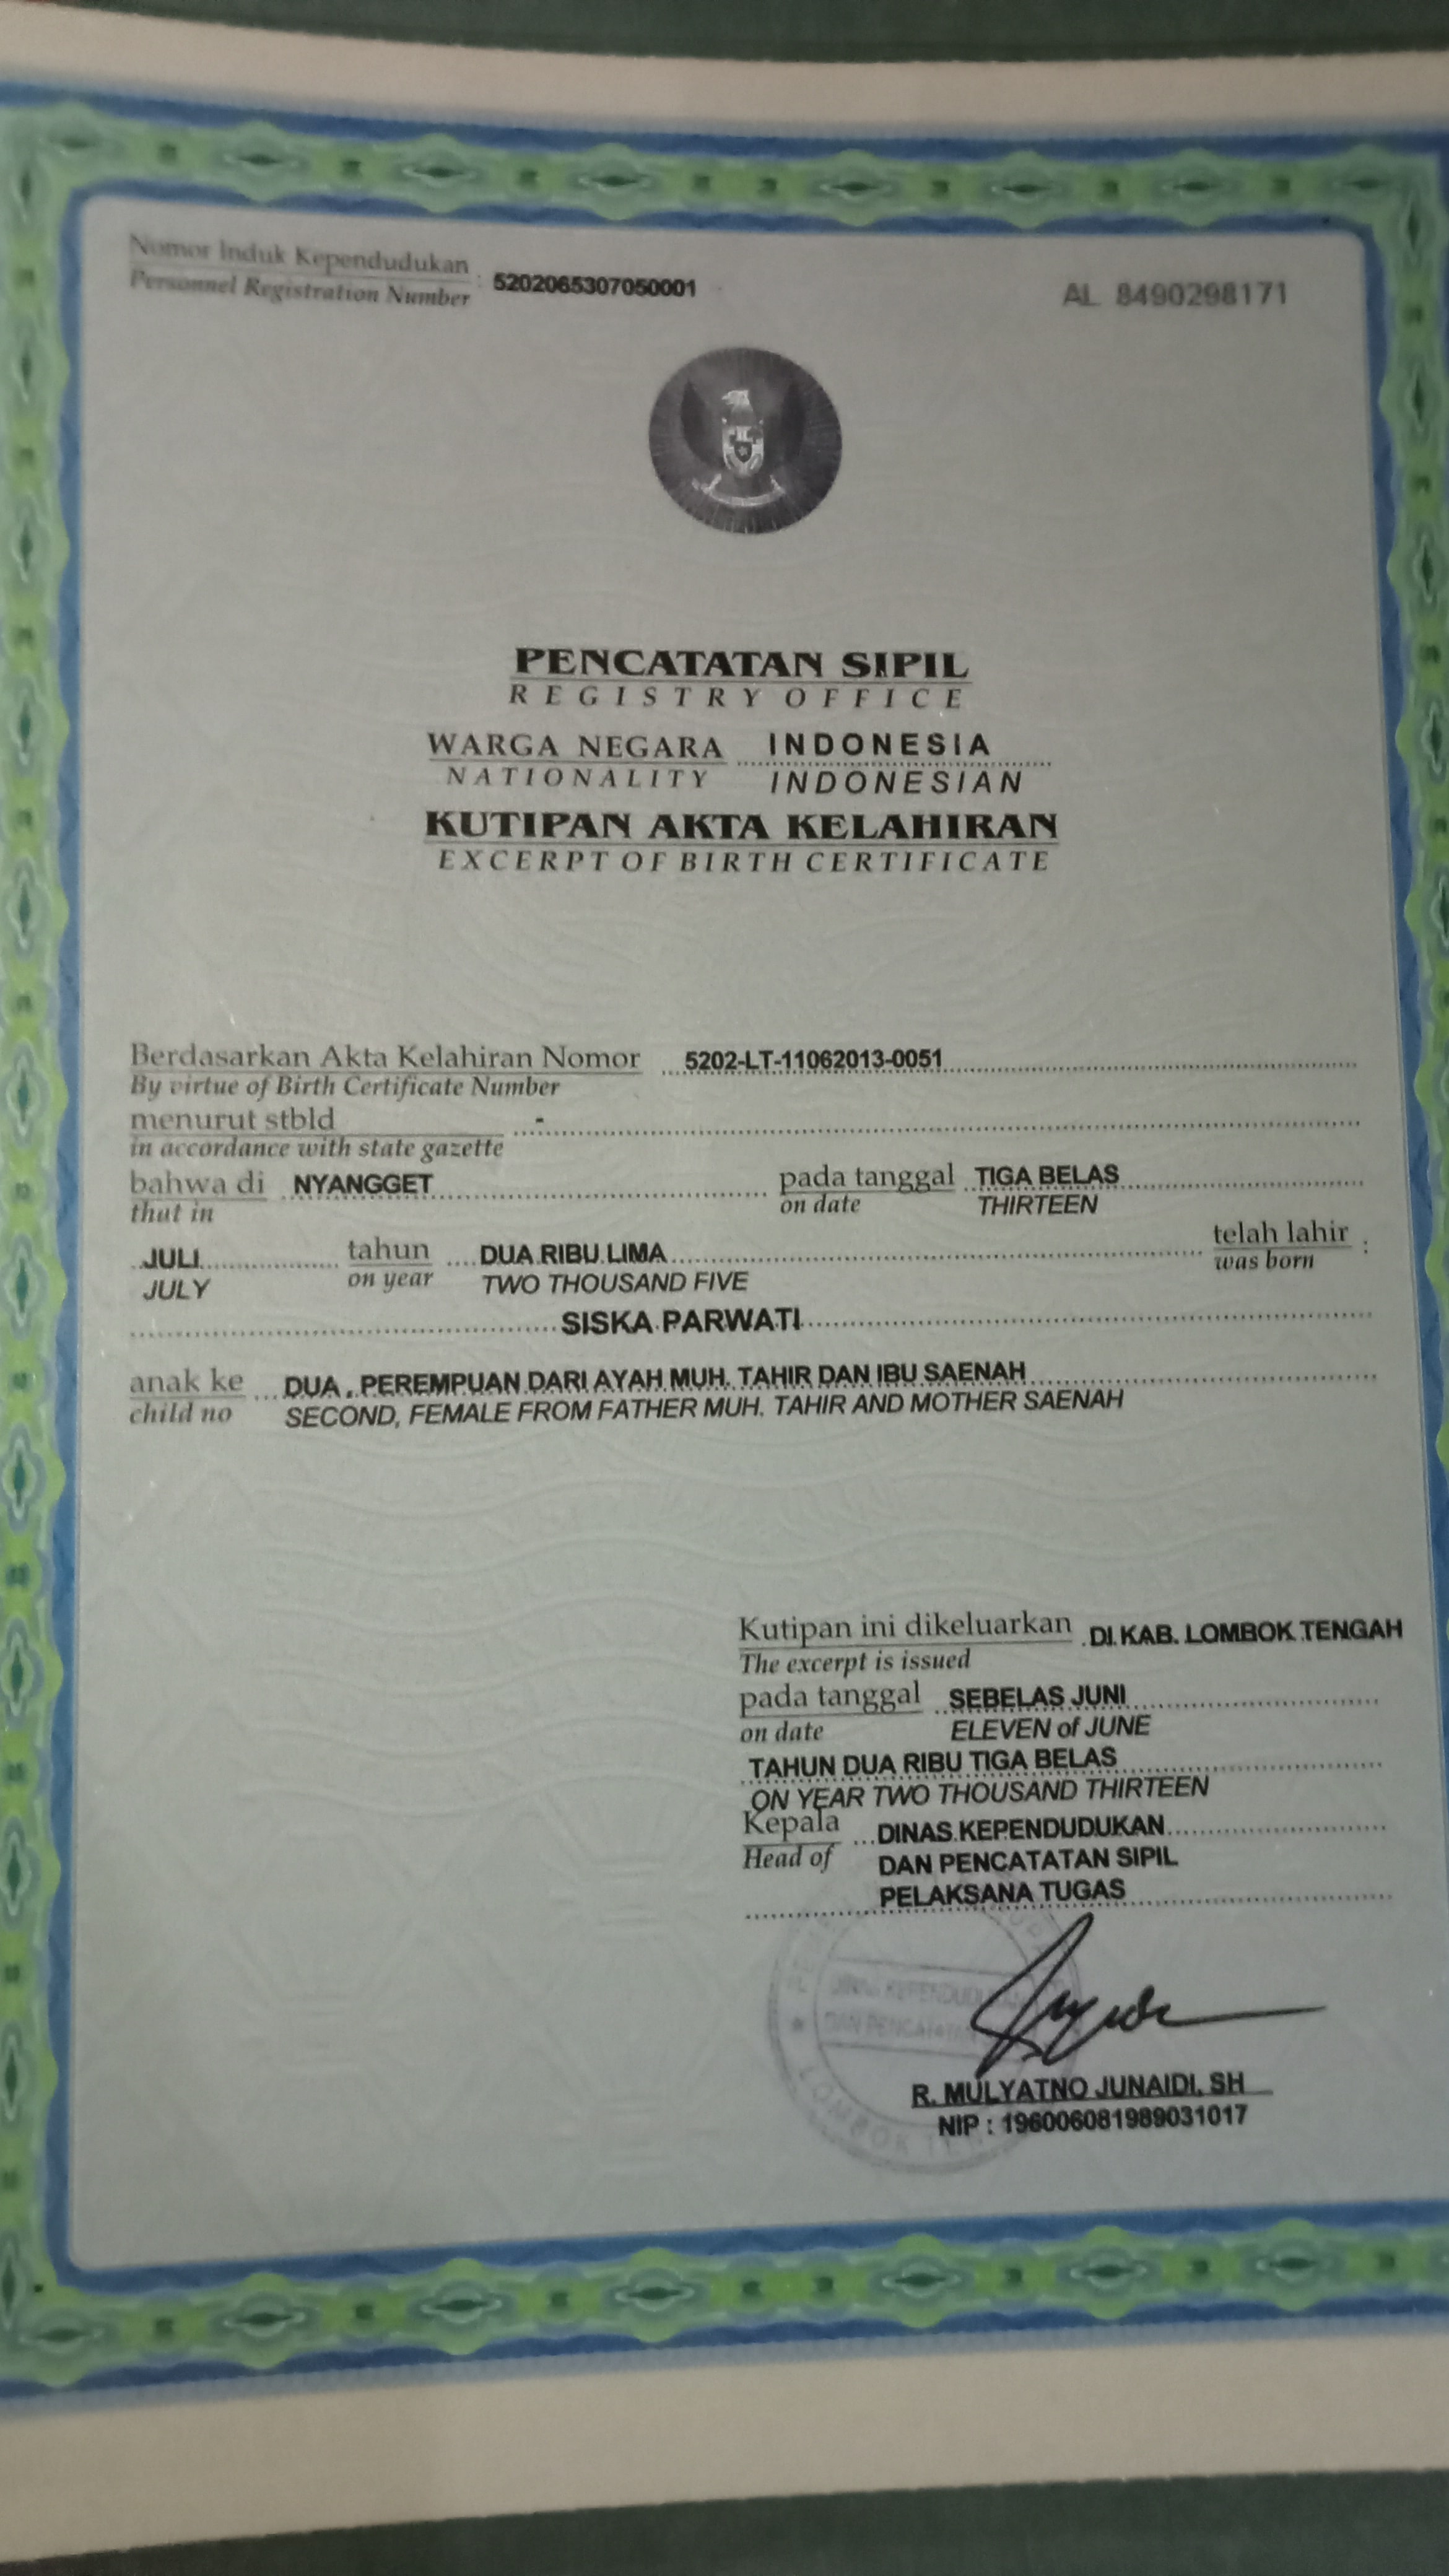 Nomor Induk Kependudukan
Personnel Registration Number : 5202065307050001
AL 8490298171
PENCATATAN SIPIL
REGISTRY OFFICE
WARGA NEGARA INDONESIA
NATIONALITY INDONESIAN
KUTIPAN AKTA KELAHIRAN
EXCERPT OF BIRTH CERTIFICATE
Berdasarkan Akta Kelahiran Nomor 5202-LT-11062013-0051
By virtue of Birth Certificate Number
menurut stbld -
in accordance with state gazette
bahwa di NYANGGET pada tanggal TIGA BELAS
that in on date THIRTEEN
JULI tahun DUA RIBU LIMA telah lahir :
JULY on year TWO THOUSAND FIVE was born
SISKA PARWATI
anak ke DUA , PEREMPUAN DARI AYAH MUH. TAHIR DAN IBU SAENAH
child no SECOND, FEMALE FROM FATHER MUH. TAHIR AND MOTHER SAENAH
Kutipan ini dikeluarkan DI KAB. LOMBOK TENGAH
The excerpt is issued
pada tanggal SEBELAS JUNI
on date ELEVEN of JUNE
TAHUN DUA RIBU TIGA BELAS
ON YEAR TWO THOUSAND THIRTEEN
Kepala DINAS KEPENDUDUKAN
Head of DAN PENCATATAN SIPIL
PELAKSANA TUGAS
R. MULYATNO JUNAIDI, SH
NIP : 196006081989031017